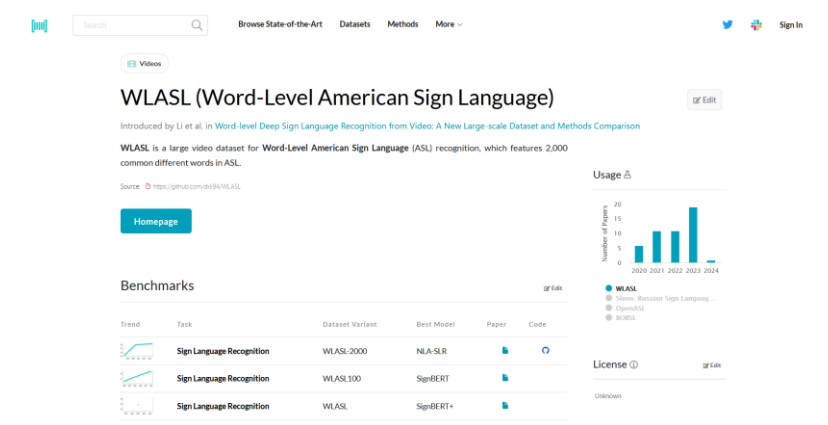 Search
Browse State-of-the-Art Datasets Methods More
Sign In
Videos
WLASL (Word-Level American Sign Language)
Edit
Introduced by Li et al. in Word-level Deep Sign Language Recognition from Video: A New Large-scale Dataset and Methods Comparison
WLASL is a large video dataset for Word-Level American Sign Language (ASL) recognition, which features 2,000
common different words in ASL.
Source: https://github.com/dxli94/WLASL
Homepage
Usage
Number of Papers
20
15
10
5
0
2020 2021 2022 2023 2024
WLASL
Slovo: Russian Sign Languag...
OpenASL
BOBSL
Benchmarks
Edit
Trend Task Dataset Variant Best Model Paper Code
Sign Language Recognition WLASL-2000 NLA-SLR
Sign Language Recognition WLASL100 SignBERT
Sign Language Recognition WLASL SignBERT+
License
Edit
Unknown